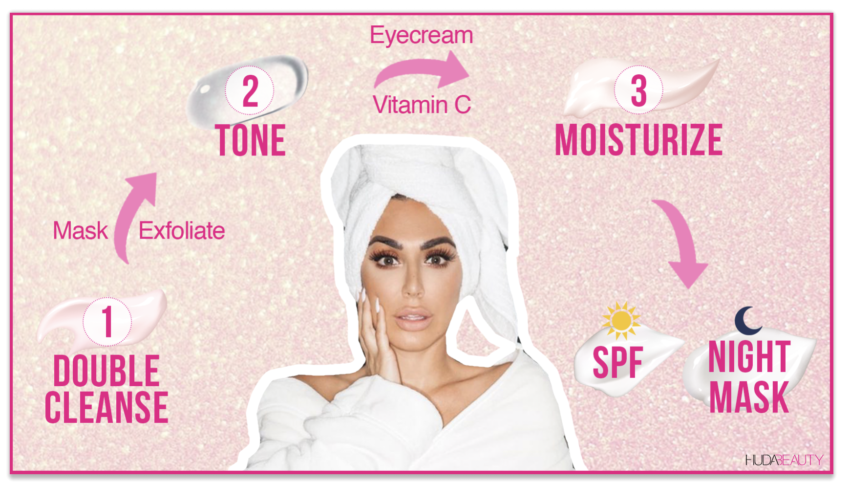 Eyecream
2
TONE
Vitamin C
3
MOISTURIZE
Mask Exfoliate
1
DOUBLE
CLEANSE
SPF
NIGHT
MASK
HUDABEAUTY